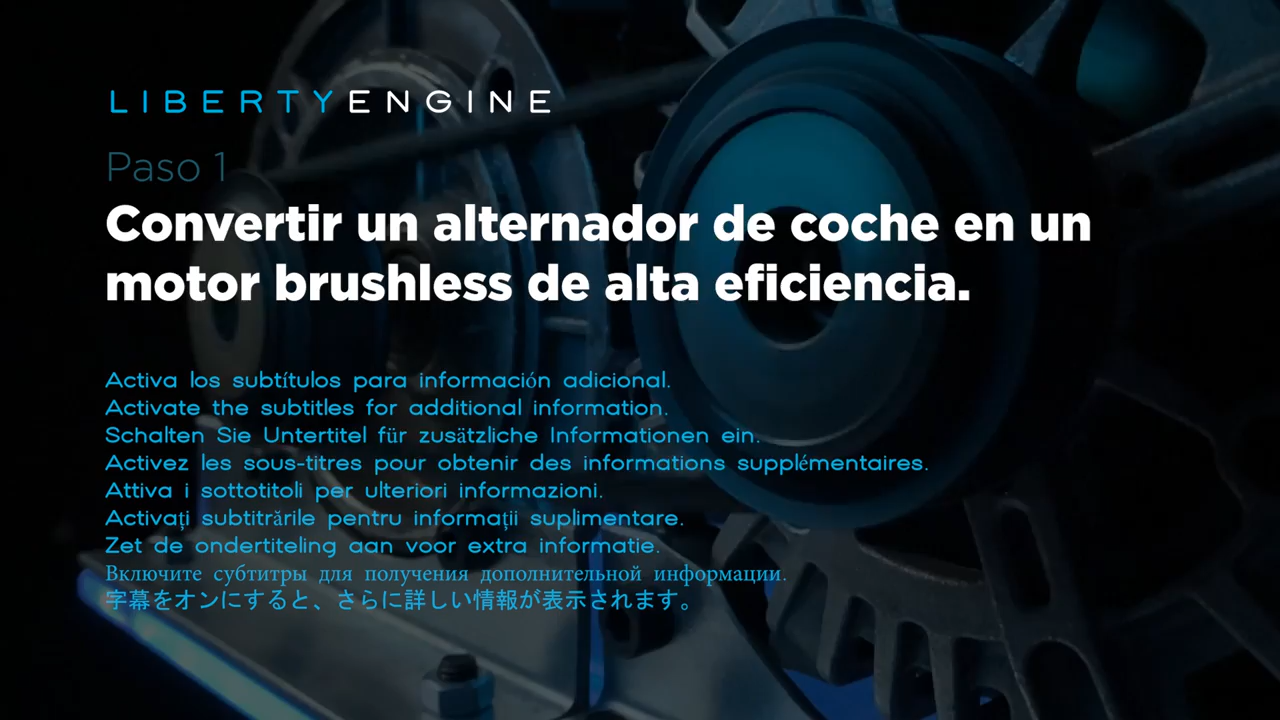 LIBERTYENGINE
Paso 1
Convertir un alternador de coche en un
motor brushless de alta eficiencia.
Activa los subtítulos para información adicional.
Activate the subtitles for additional information.
Schalten Sie Untertitel für zusätzliche Informationen ein.
Activez les sous-titres pour obtenir des informations supplémentaires.
Attiva i sottotitoli per ulteriori informazioni.
Activați subtitrările pentru informații suplimentare.
Zet de ondertiteling aan voor extra informatie.
Включите субтитры для получения дополнительной информации.
字幕をオンにすると、さらに詳しい情報が表示されます。